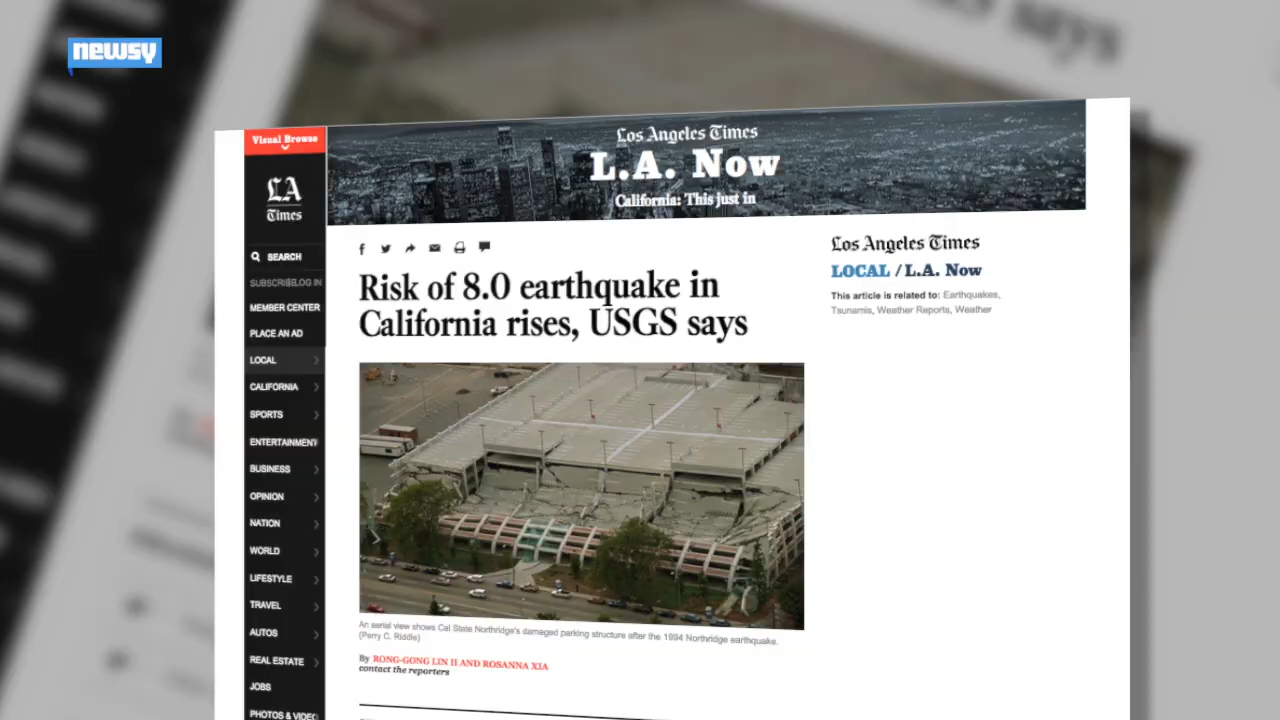 says
newsy
Visual Browse
LA
Times
SEARCH
SUBSCRIBE LOG IN
MEMBER CENTER
PLACE AN AD
LOCAL
CALIFORNIA
SPORTS
ENTERTAINMENT
BUSINESS
OPINION
NATION
WORLD
LIFESTYLE
TRAVEL
AUTOS
REAL ESTATE
JOBS
PHOTOS & VIDEO
Los Angeles Times
L.A. Now
California: This just in
Risk of 8.0 earthquake in
California rises, USGS says
An aerial view shows Cal State Northridge's damaged parking structure after the 1994 Northridge earthquake.
(Perry C. Riddle)
By RONG-GONG LIN II AND ROSANNA XIA
contact the reporters
Los Angeles Times
LOCAL / L.A. Now
This article is related to: Earthquakes,
Tsunamis, Weather Reports, Weather